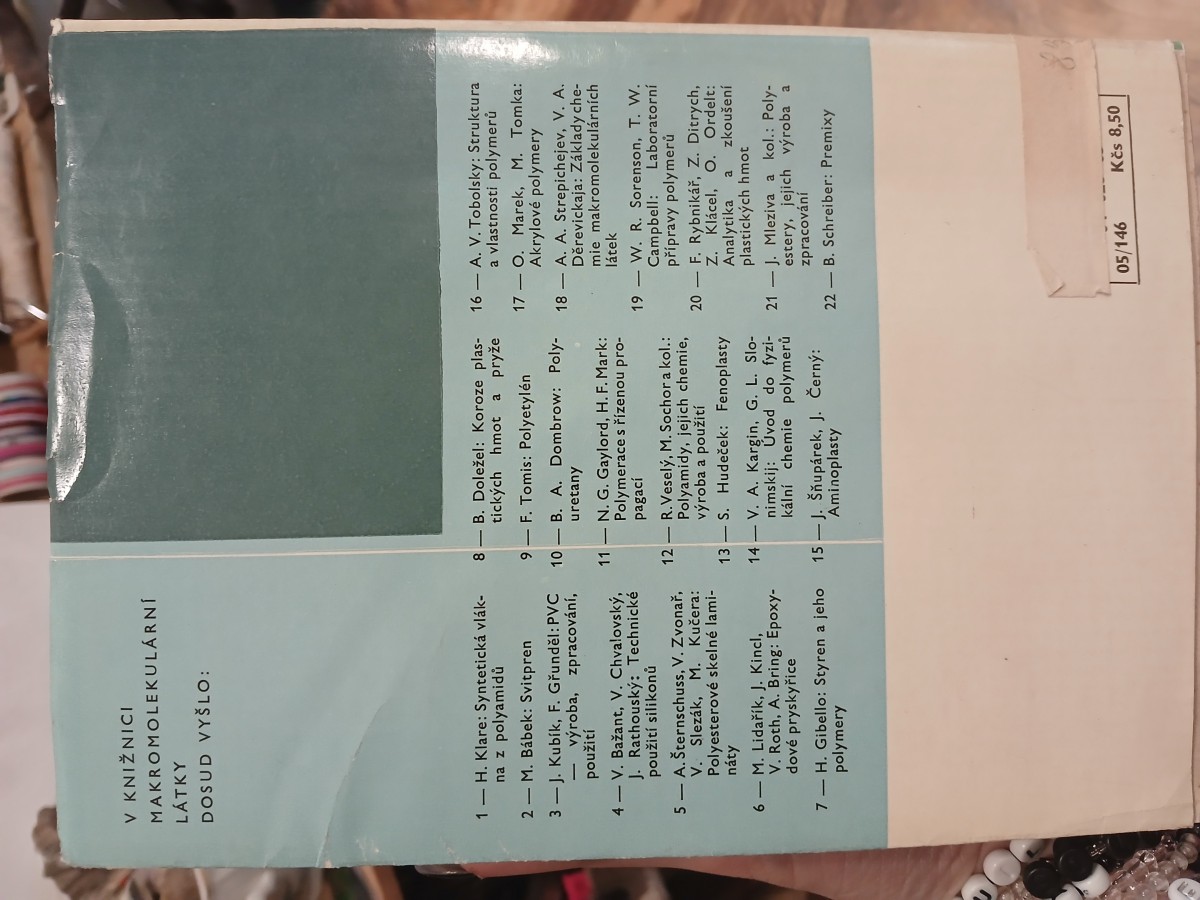 V KNIŽNICI
MAKROMOLEKULÁRNÍ
LÁTKY
DOSUD VYŠLO:
1 — H. Klare: Syntetická vlák-
na z polyamidů
2 — M. Bábek: Svitpren
3 — J. Kubík, F. Gřunděl: PVC
— výroba, zpracování,
použití
4 — V. Bažant, V. Chvalovský,
J. Rathouský: Technické
použití silikonů
5 — A. Šternschuss, V. Zvonař,
V. Slezák, M. Kučera:
Polyesterové skelné lami-
náty
6 — M. Lidařík, J. Kincl,
V. Roth, A. Bring: Epoxy-
dové pryskyřice
7 — H. Gibello: Styren a jeho
polymery
8 — B. Doležel: Koroze plas-
tických hmot a pryže
9 — F. Tomis: Polyetylén
10 — B. A. Dombrow: Poly-
uretany
11 — N. G. Gaylord, H. F. Mark:
Polymerace s řízenou pro-
pagací
12 — R. Veselý, M. Sochor a kol.:
Polyamidy, jejich chemie,
výroba a použití
13 — S. Hudeček: Fenoplasty
14 — V. A. Kargin, G. L. Slo-
nimskij: Úvod do fyzi-
kální chemie polymerů
15 — J. Šňupárek, J. Černý:
Aminoplasty
16 — A. V. Tobolsky: Struktura
a vlastnosti polymerů
17 — O. Marek, M. Tomka:
Akrylové polymery
18 — A. A. Strepichejev, V. A.
Děrevickaja: Základy che-
mie makromolekulárních
látek
19 — W. R. Sorenson, T. W.
Campbell: Laboratorní
přípravy polymerů
20 — F. Rybnikář, Z. Ditrych,
Z. Klácel, O. Ordelt:
Analytika a zkoušení
plastických hmot
21 — J. Mleziva a kol.: Poly-
estery, jejich výroba a
zpracování
22 — B. Schreiber: Premixy
05/146 Kčs 8,50